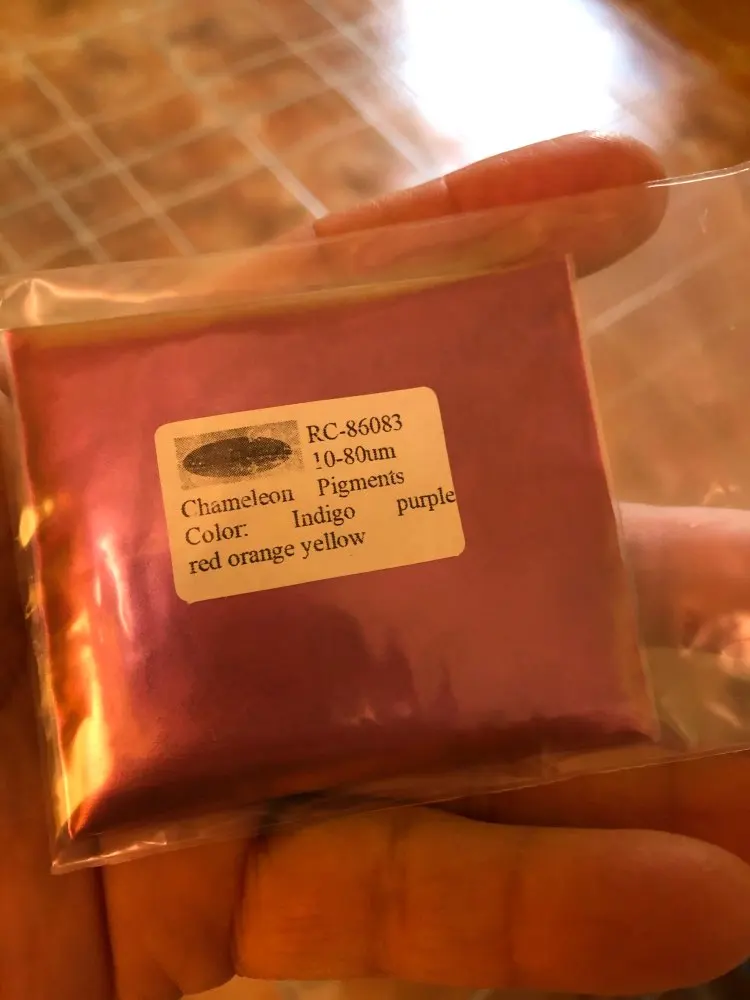 RC-86083
10-80um
Chameleon Pigments
Color: Indigo purple
red orange yellow